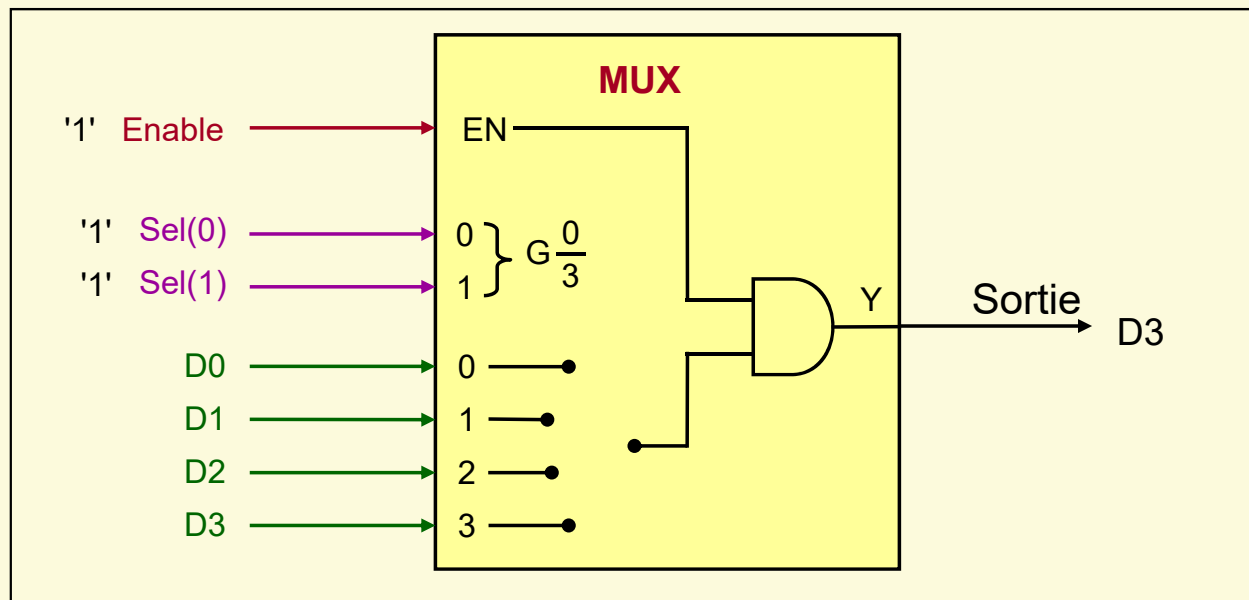 MUX
'1' Enable EN
'1' Sel(0) 0
'1' Sel(1) 1
G 0
3
Y
Sortie
D3
D0 0
D1 1
D2 2
D3 3